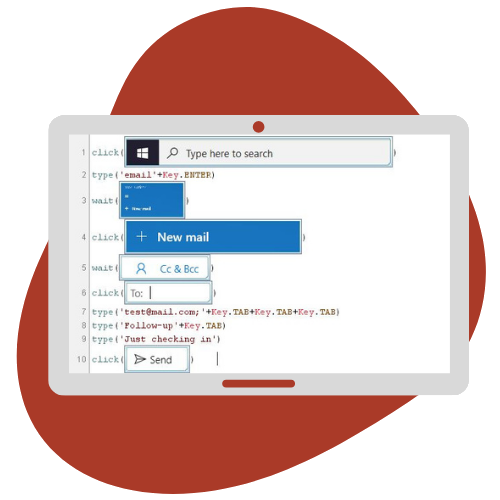 1 click( Type here to search )
2 type('email'+Key.ENTER)
3 wait( + New mail )
4 click( + New mail )
5 wait( Cc & Bcc )
6 click( To: )
7 type('test@mail.com;'+Key.TAB+Key.TAB+Key.TAB)
8 type('Follow-up'+Key.TAB)
9 type('Just checking in')
10 click( Send )